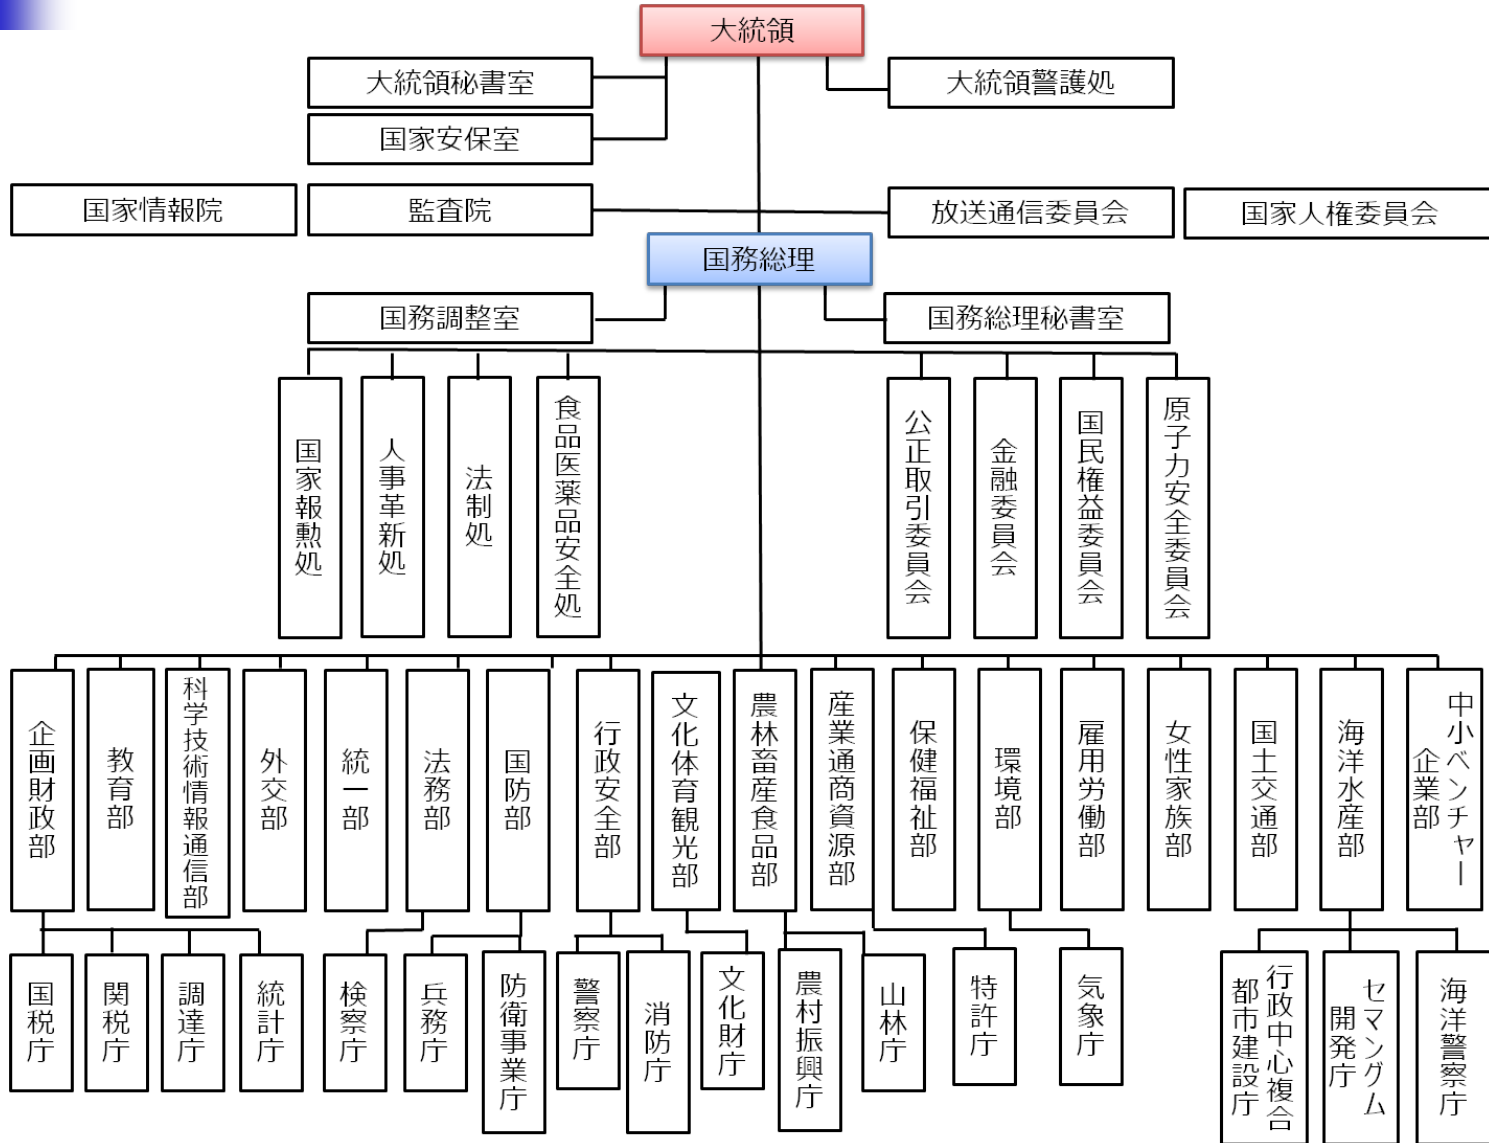 大統領
大統領秘書室
大統領警護処
国家安保室
国家情報院
監査院
放送通信委員会
国家人権委員会
国務総理
国務調整室
国務総理秘書室
国家報勲処
人事革新処
法制処
食品医薬品安全処
公正取引委員会
金融委員会
国民権益委員会
原子力安全委員会
企画財政部
教育部
科学技術情報通信部
外交部
統一部
法務部
国防部
行政安全部
文化体育観光部
農林畜産食品部
産業通商資源部
保健福祉部
環境部
雇用労働部
女性家族部
国土交通部
海洋水産部
中小ベンチャー
企業部
国税庁
関税庁
調達庁
統計庁
検察庁
兵務庁
防衛事業庁
警察庁
消防庁
文化財庁
農村振興庁
山林庁
特許庁
気象庁
行政中心複合
都市建設庁
セマングム
開発庁
海洋警察庁